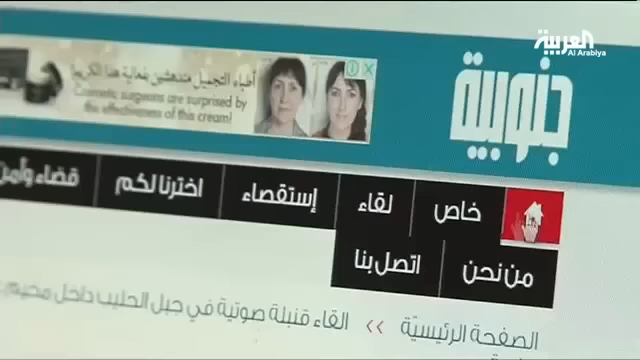 العربية
Al Arabiya
جنوبية
أطباء التجميل مندهشين بفعالية هذا الكريم!
Cosmetic surgeons are surprised by
the effectiveness of this cream!
خاص
لقاء
إستقصاء
اخترنا لكم
قضاء وأمن
من نحن
اتصل بنا
الصفحة الرئيسيّة >> القاء قنبلة صوتية في جبل الحليب داخل مخيم